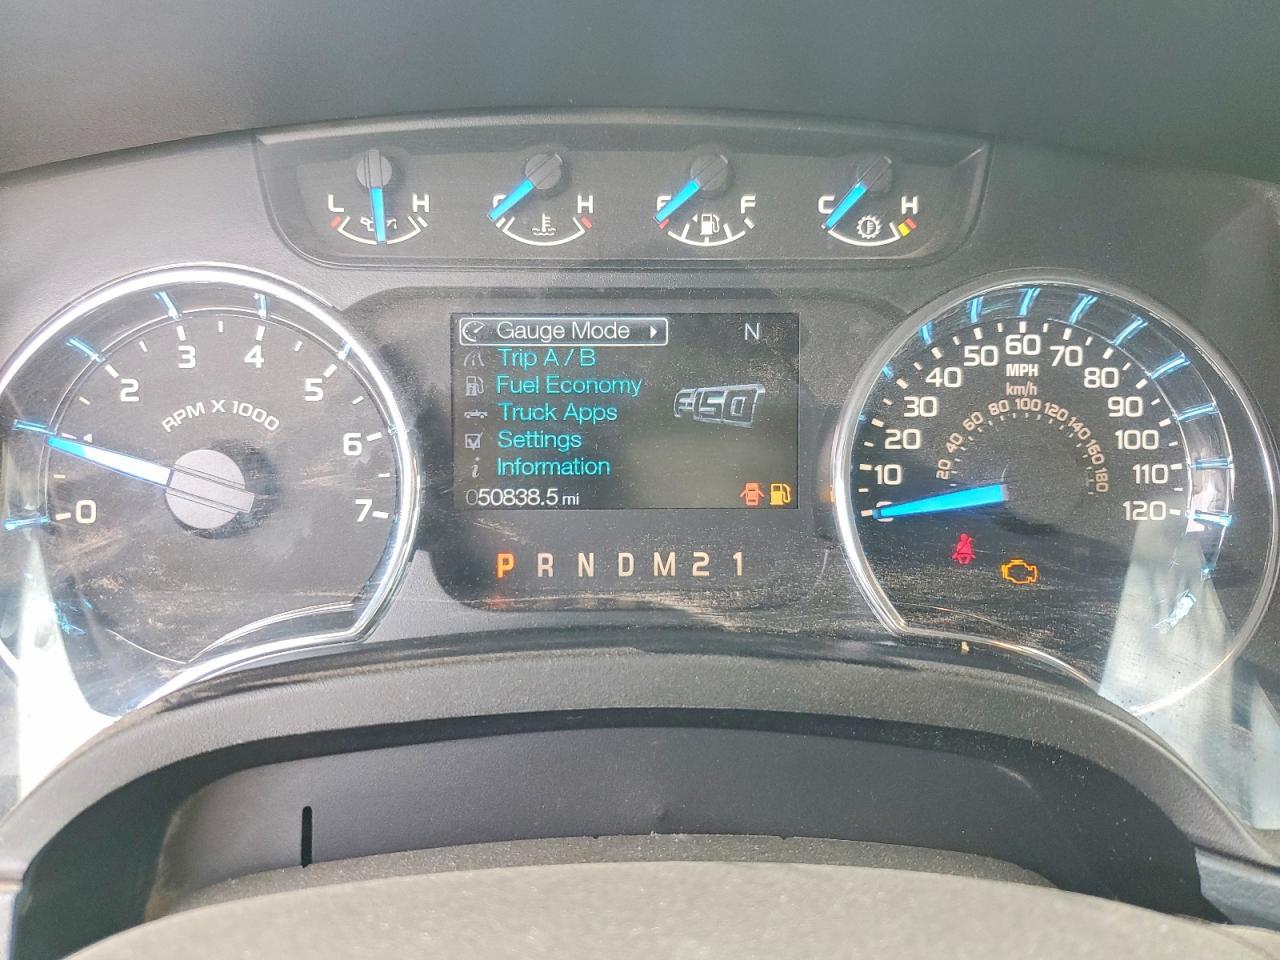 L H
C H
E F
C H
0 1 2 3 4 5 6 7
RPM X 1000
Gauge Mode
N
Trip A / B
Fuel Economy
F-150
Truck Apps
Settings
i Information
050838.5 mi
P R N D M 2 1
0 10 20 30 40 50 60 70 80 90 100 110 120
MPH
km/h
20 40 60 80 100 120 140 160 180